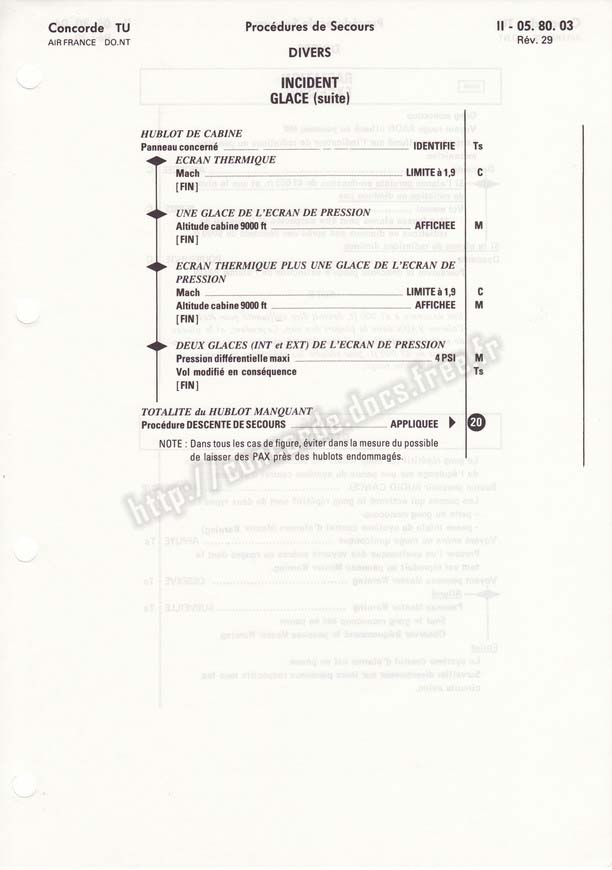 Concorde TU
Procédures de Secours
II - 05. 80. 03
AIR FRANCE DO.NT
Rév. 29
DIVERS
INCIDENT
GLACE (suite)
HUBLOT DE CABINE
Panneau concerné IDENTIFIE Ts
ECRAN THERMIQUE
Mach LIMITE à 1,9 C
[FIN]
UNE GLACE DE L'ECRAN DE PRESSION
Altitude cabine 9000 ft AFFICHEE M
[FIN]
ECRAN THERMIQUE PLUS UNE GLACE DE L'ECRAN DE
PRESSION
Mach LIMITE à 1,9 C
Altitude cabine 9000 ft AFFICHEE M
[FIN]
DEUX GLACES (INT et EXT) DE L'ECRAN DE PRESSION
Pression différentielle maxi 4 PSI M
Vol modifié en conséquence Ts
[FIN]
TOTALITE du HUBLOT MANQUANT
Procédure DESCENTE DE SECOURS APPLIQUEE 20
NOTE : Dans tous les cas de figure, éviter dans la mesure du possible
de laisser des PAX près des hublots endommagés.
http://concorde.docs.free.fr